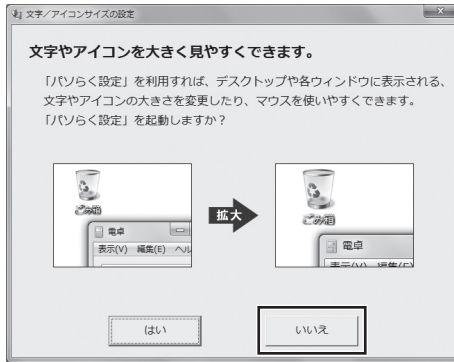 文字/アイコンサイズの設定
文字やアイコンを大きく見やすくできます。
「パソらく設定」を利用すれば、デスクトップや各ウィンドウに表示される、
文字やアイコンの大きさを変更したり、マウスを使いやすくできます。
「パソらく設定」を起動しますか?
ごみ箱
電卓
表示(V) 編集(E) ヘル
拡大
ごみ箱
電卓
表示(V) 編集(E)
はい
いいえ